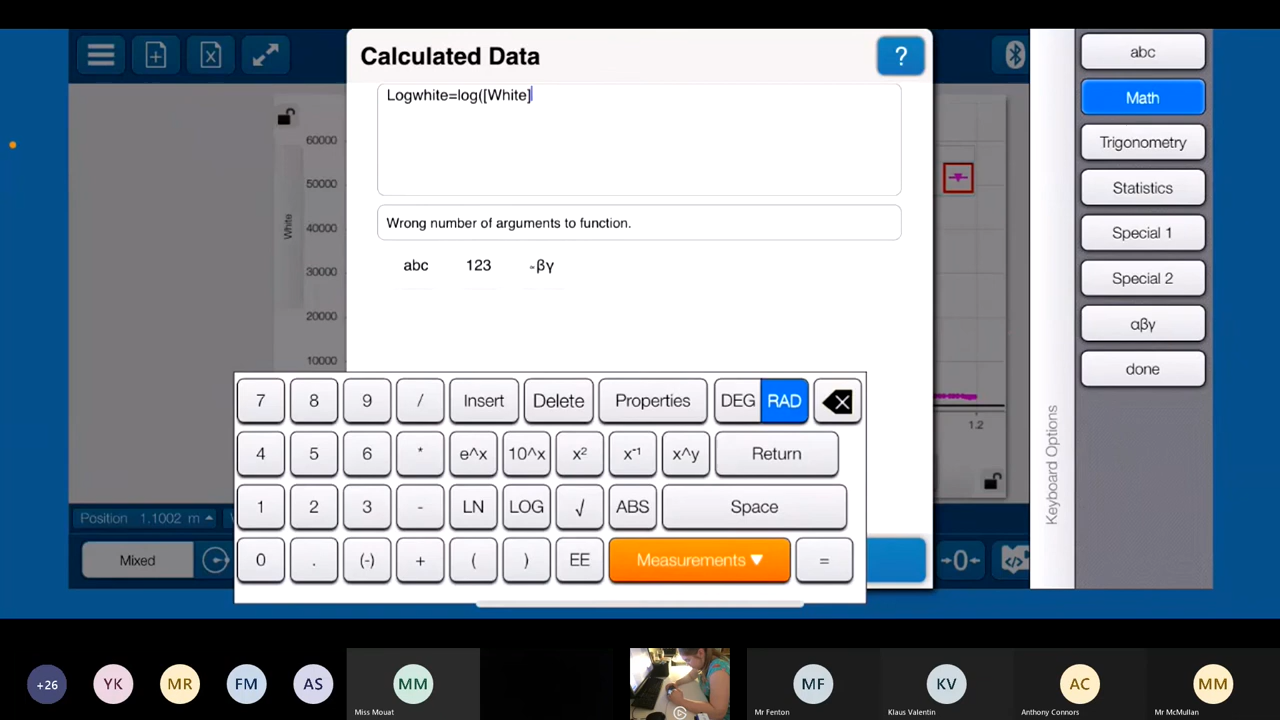 Calculated Data
?
Logwhite=log([White]
Wrong number of arguments to function.
abc 123 -βγ
60000
50000
40000
30000
20000
10000
White
1.2
Position 1.1002 m
Mixed
7 8 9 / Insert Delete Properties DEG RAD
4 5 6 * e^x 10^x x² x⁻¹ x^y Return
1 2 3 - LN LOG √ ABS Space
0 . (-) + ( ) EE Measurements ▼ =
Keyboard Options
abc
Math
Trigonometry
Statistics
Special 1
Special 2
αβγ
done
+26 YK MR FM AS MM MF KV AC MM
Miss Mouat Mr Fenton Klaus Valentin Anthony Connors Mr McMullan